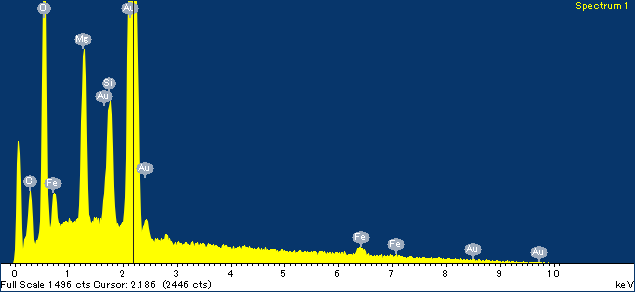 Spectrum 1
O Au
Mg
Si
Au
Au
O Fe
Fe Fe Au Au
0 1 2 3 4 5 6 7 8 9 10
Full Scale 1496 cts Cursor: 2.186 (2446 cts) keV